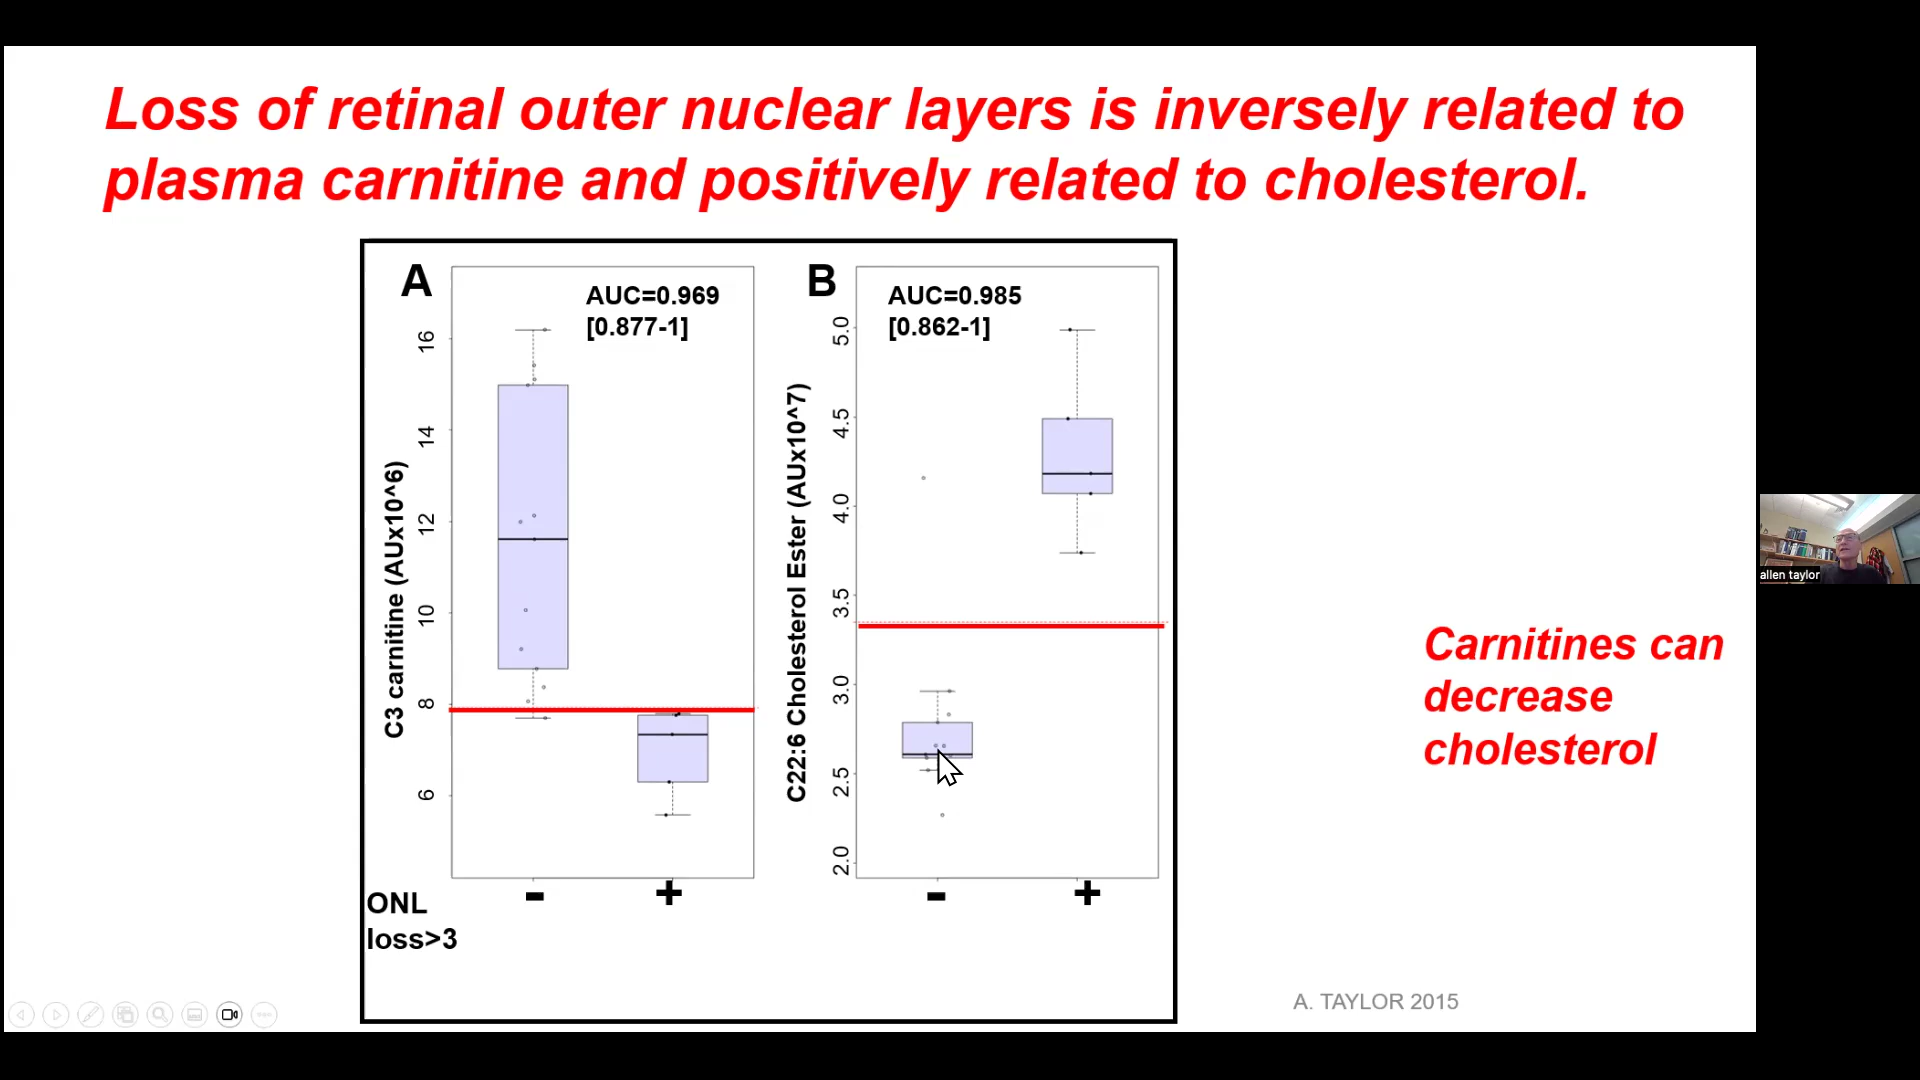 Loss of retinal outer nuclear layers is inversely related to
plasma carnitine and positively related to cholesterol.
A
AUC=0.969
[0.877-1]
C3 carnitine (AUx10^6)
16
14
12
10
8
6
B
AUC=0.985
[0.862-1]
C22:6 Cholesterol Ester (AUx10^7)
5.0
4.5
4.0
3.5
3.0
2.5
2.0
ONL
loss>3
-
+
-
+
Carnitines can
decrease
cholesterol
A. TAYLOR 2015
allen taylor